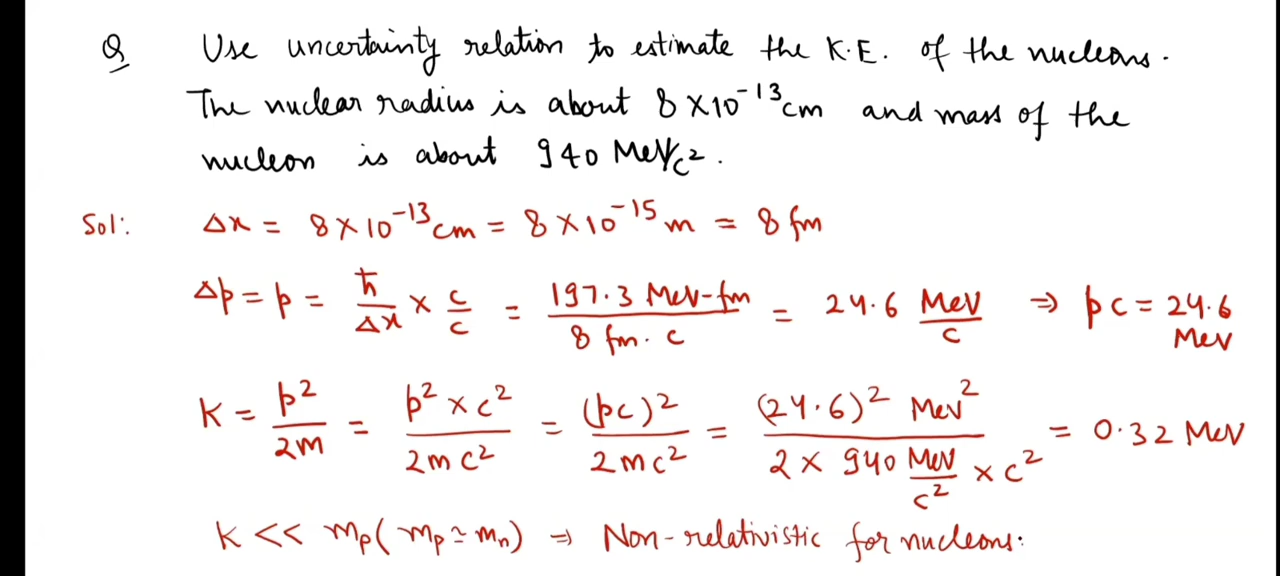 Q Use uncertainty relation to estimate the K.E. of the nucleons.
The nuclear radius is about 8 × 10⁻¹³ cm and mass of the
nucleon is about 940 MeV/c².
Sol: Δx = 8 × 10⁻¹³ cm = 8 × 10⁻¹⁵ m = 8 fm
Δp = p = ħ/Δx × c/c = 197.3 MeV-fm / 8 fm. c = 24.6 MeV/c ⇒ pc = 24.6 MeV
K = p²/2m = p² × c²/2mc² = (pc)²/2mc² = (24.6)² MeV² / 2 × 940 MeV/c² × c² = 0.32 MeV
K << mp (mp ≃ mn) ⇒ Non-relativistic for nucleons: